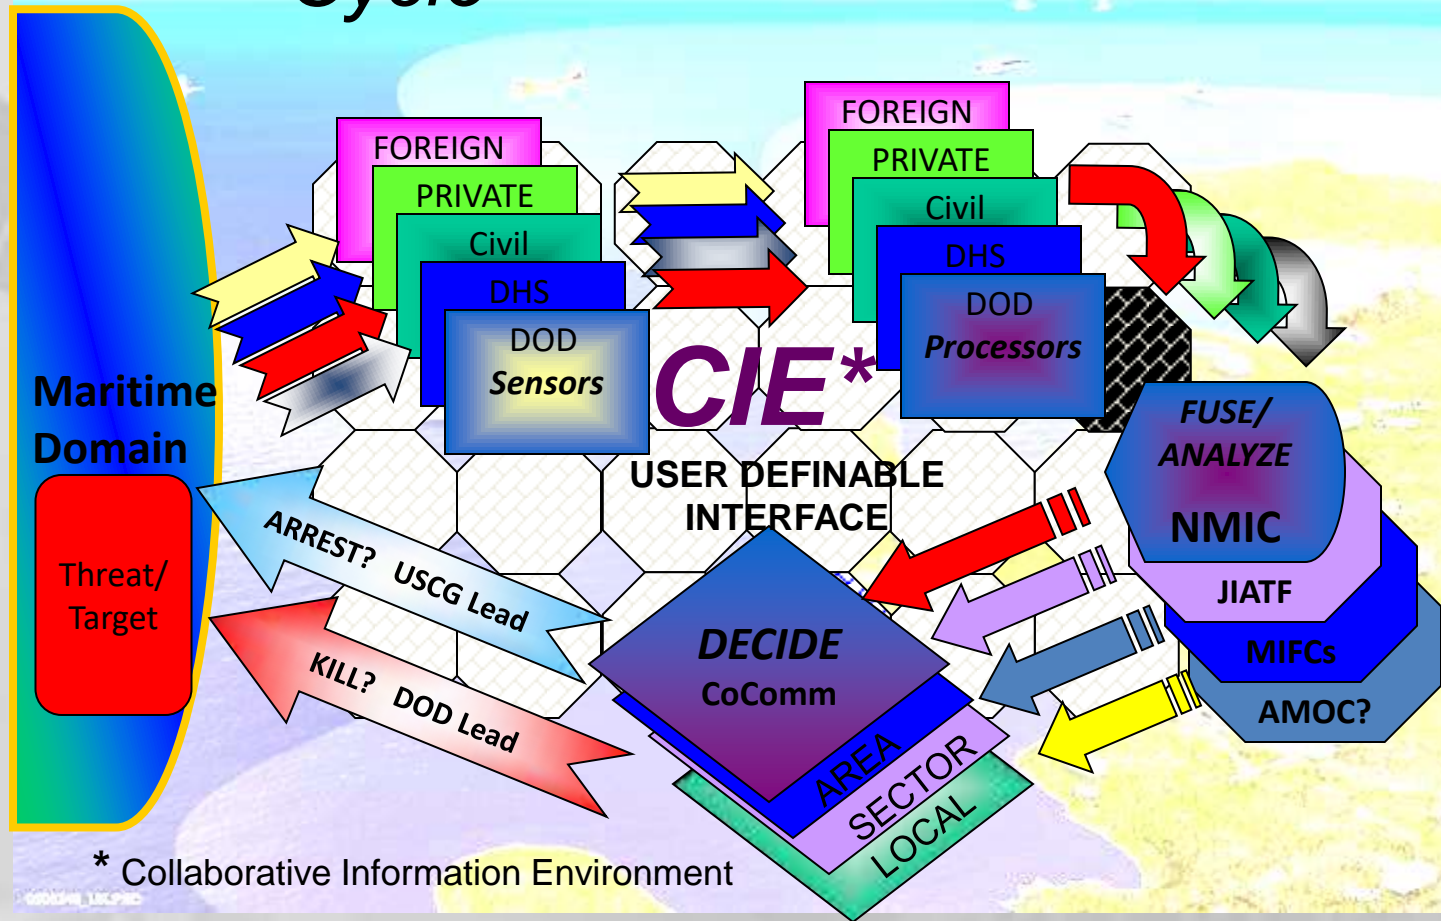 Cycle
FOREIGN
PRIVATE
Civil
DHS
DOD
Sensors
FOREIGN
PRIVATE
Civil
DHS
DOD
Processors
CIE*
USER DEFINABLE
INTERFACE
Maritime
Domain
Threat/
Target
FUSE/
ANALYZE
NMIC
JIATF
MIFCs
AMOC?
ARREST? USCG Lead
KILL? DOD Lead
DECIDE
CoComm
AREA
SECTOR
LOCAL
* Collaborative Information Environment